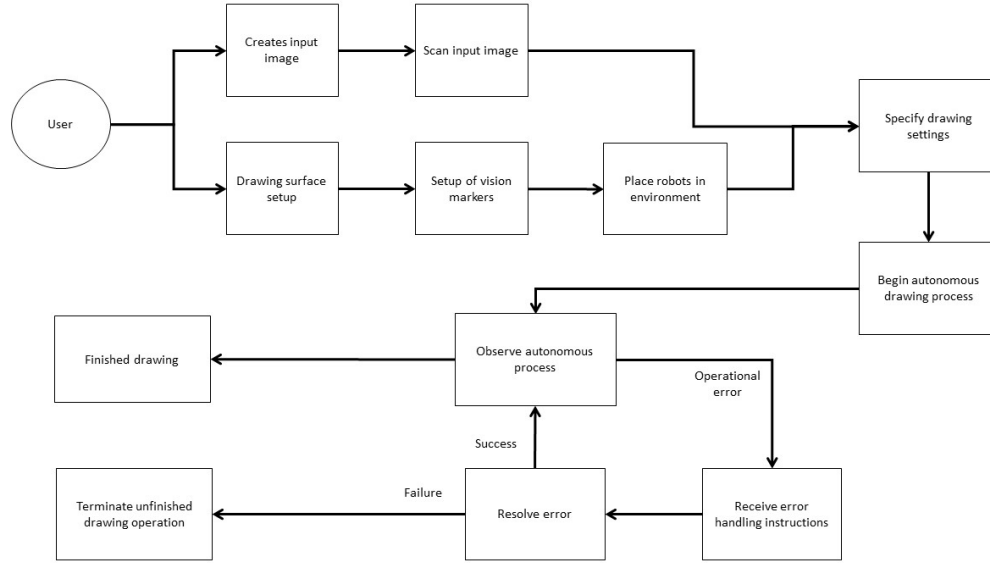 Creates input
image
Scan input image
User
Specify drawing
settings
Drawing surface
setup
Setup of vision
markers
Place robots in
environment
Begin autonomous
drawing process
Finished drawing
Observe autonomous
process
Operational
error
Success
Failure
Terminate unfinished
drawing operation
Resolve error
Receive error
handling instructions